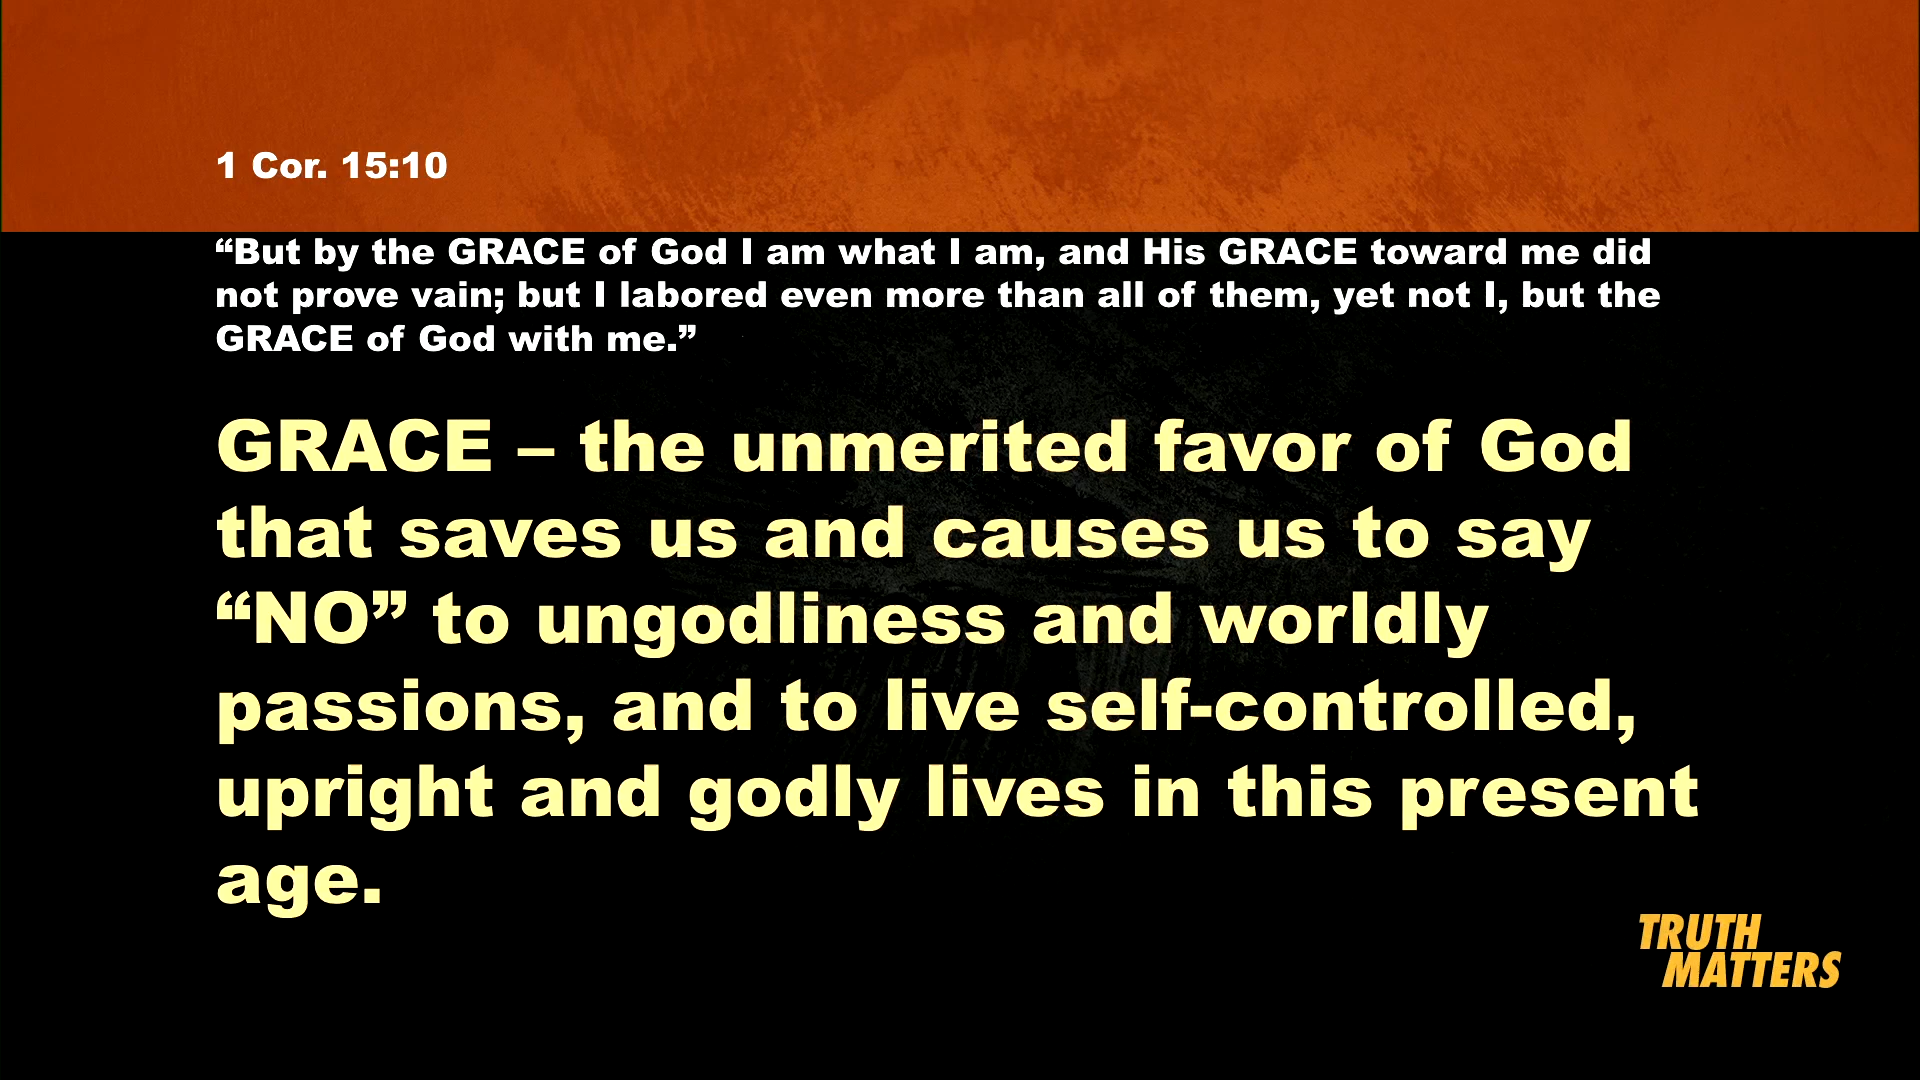 1 Cor. 15:10
“But by the GRACE of God I am what I am, and His GRACE toward me did
not prove vain; but I labored even more than all of them, yet not I, but the
GRACE of God with me.”
GRACE – the unmerited favor of God
that saves us and causes us to say
“NO” to ungodliness and worldly
passions, and to live self-controlled,
upright and godly lives in this present
age.
TRUTH
MATTERS